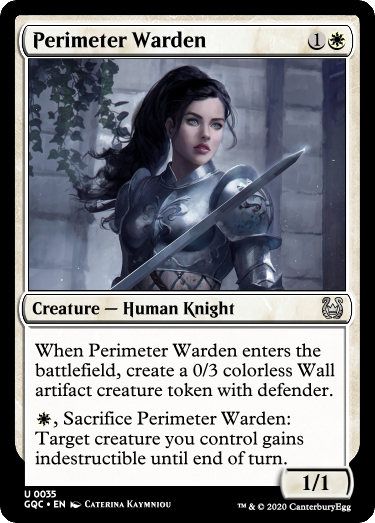 Perimeter Warden 1
Creature — Human Knight
When Perimeter Warden enters the
battlefield, create a 0/3 colorless Wall
artifact creature token with defender.
, Sacrifice Perimeter Warden:
Target creature you control gains
indestructible until end of turn.
1/1
U 0035
GQC • EN Caterina Kaymniou ™ & © 2020 CanterburyEgg